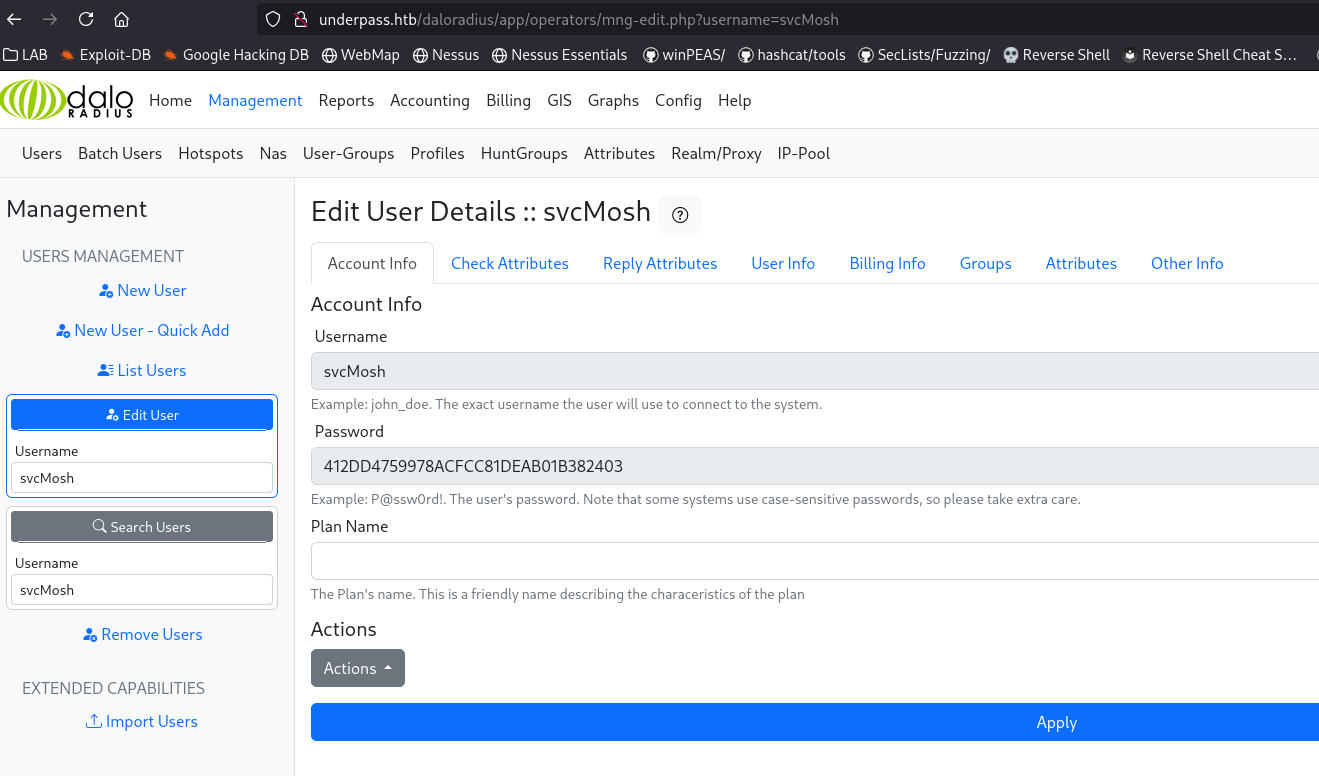 underpass.htb/daloradius/app/operators/mng-edit.php?username=svcMosh
LAB Exploit-DB Google Hacking DB WebMap Nessus Nessus Essentials winPEAS/ hashcat/tools SecLists/Fuzzing/ Reverse Shell Reverse Shell Cheat S…
dalo RADIUS Home Management Reports Accounting Billing GIS Graphs Config Help
Users Batch Users Hotspots Nas User-Groups Profiles HuntGroups Attributes Realm/Proxy IP-Pool
Management
USERS MANAGEMENT
New User
New User - Quick Add
List Users
Edit User
Username
svcMosh
Search Users
Username
svcMosh
Remove Users
EXTENDED CAPABILITIES
Import Users
Edit User Details :: svcMosh
Account Info Check Attributes Reply Attributes User Info Billing Info Groups Attributes Other Info
Account Info
Username
svcMosh
Example: john_doe. The exact username the user will use to connect to the system.
Password
412DD4759978ACFCC81DEAB01B382403
Example: P@ssw0rd!. The user's password. Note that some systems use case-sensitive passwords, so please take extra care.
Plan Name
The Plan's name. This is a friendly name describing the characeristics of the plan
Actions
Actions
Apply